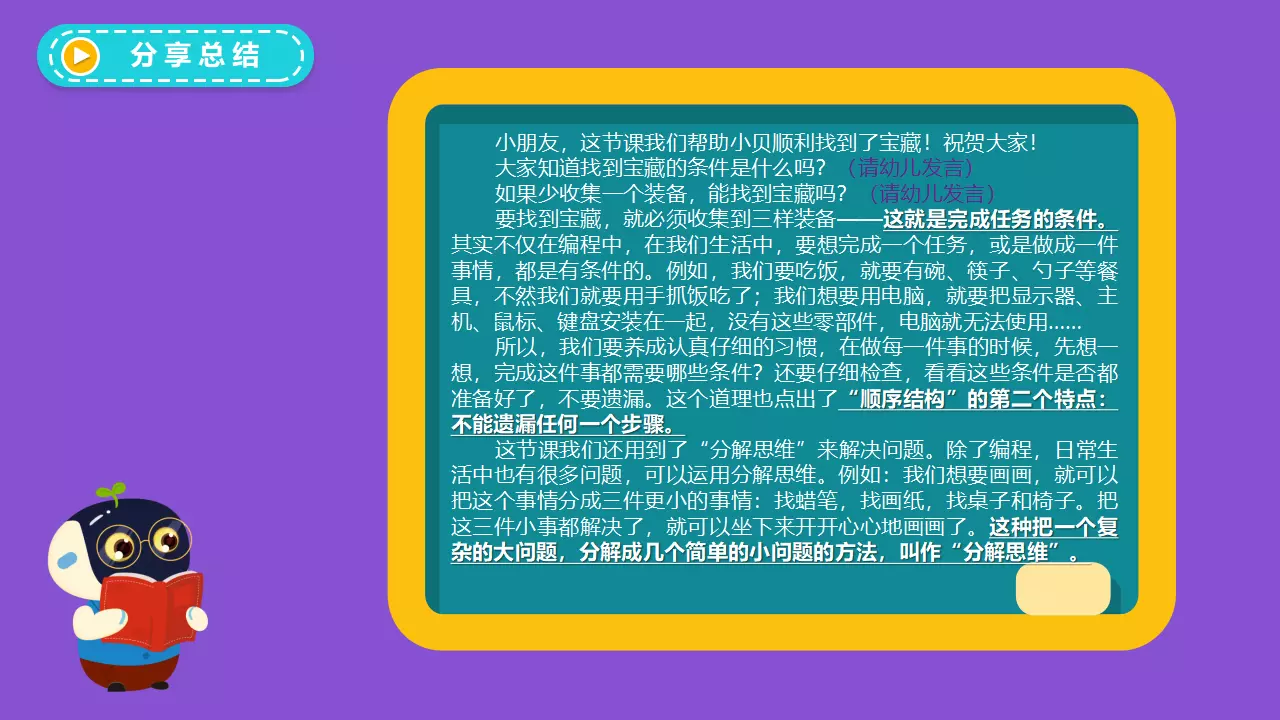 分享总结
小朋友，这节课我们帮助小贝顺利找到了宝藏！祝贺大家！
大家知道找到宝藏的条件是什么吗？（请幼儿发言）
如果少收集一个装备，能找到宝藏吗？（请幼儿发言）
要找到宝藏，就必须收集到三样装备——这就是完成任务的条件。
其实不仅在编程中，在我们生活中，要想完成一个任务，或是做成一件
事情，都是有条件的。例如，我们要吃饭，就要有碗、筷子、勺子等餐
具，不然我们就要用手抓饭吃了；我们想要用电脑，就要把显示器、主
机、鼠标、键盘安装在一起，没有这些零部件，电脑就无法使用......
所以，我们要养成认真仔细的习惯，在做每一件事的时候，先想一
想，完成这件事都需要哪些条件？还要仔细检查，看看这些条件是否都
准备好了，不要遗漏。这个道理也点出了“顺序结构”的第二个特点：
不能遗漏任何一个步骤。
这节课我们还用到了“分解思维”来解决问题。除了编程，日常生
活中也有很多问题，可以运用分解思维。例如：我们想要画画，就可以
把这个事情分成三件更小的事情：找蜡笔，找画纸，找桌子和椅子。把
这三件小事都解决了，就可以坐下来开开心心地画画了。这种把一个复
杂的大问题，分解成几个简单的小问题的方法，叫作“分解思维”。